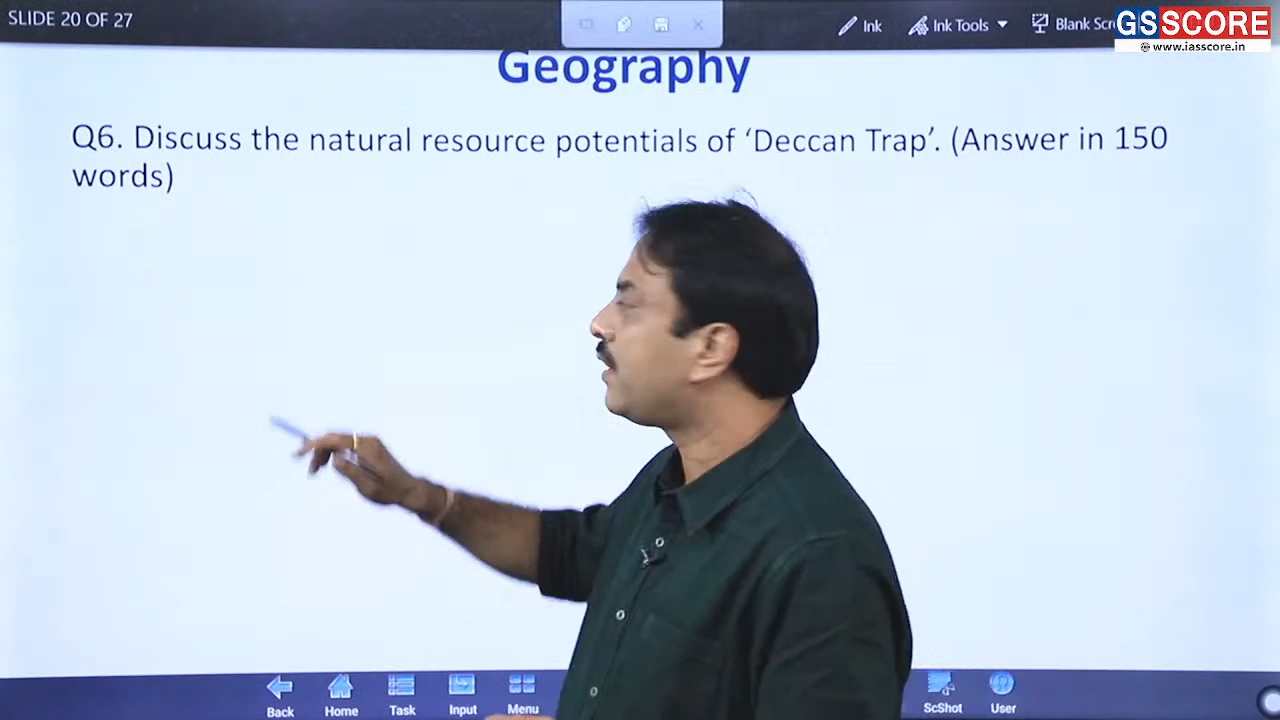 SLIDE 20 OF 27
Ink
Ink Tools
Blank Scr
GSSCORE
www.iasscore.in
Geography
Q6. Discuss the natural resource potentials of ‘Deccan Trap’. (Answer in 150
words)
Back
Home
Task
Input
Menu
ScShot
User